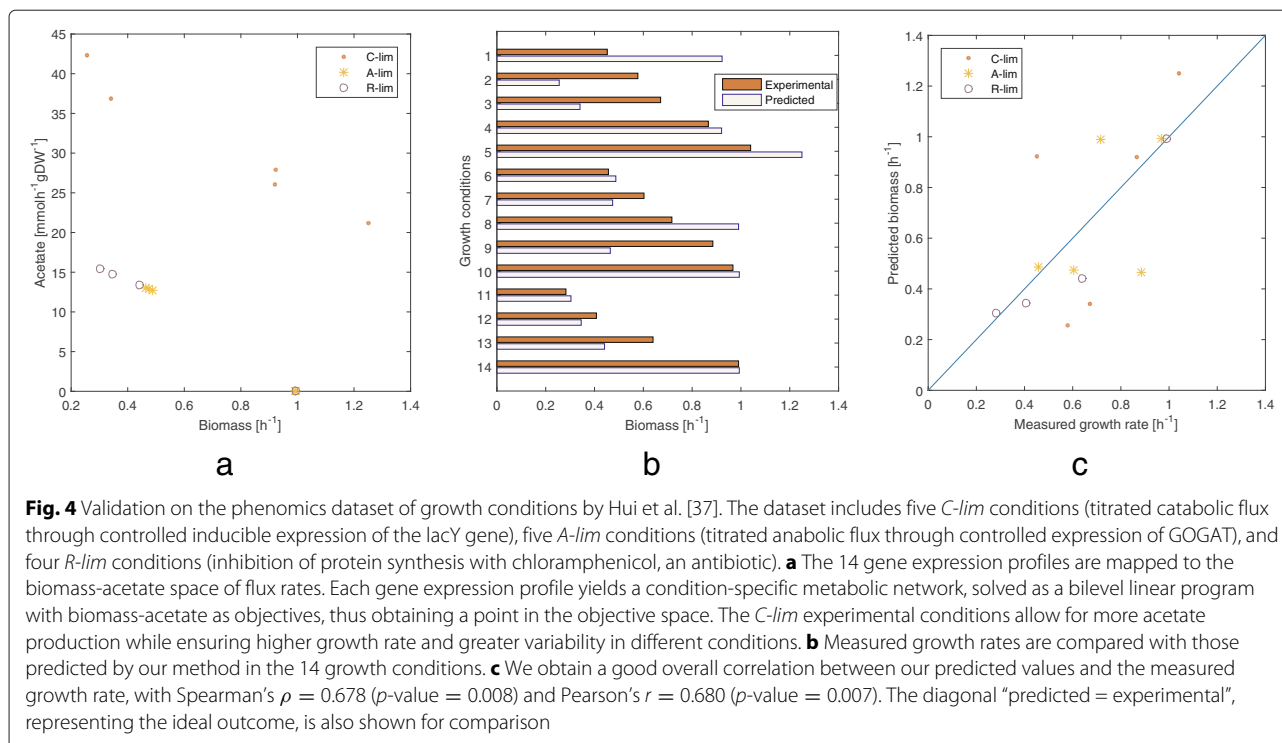 45
40
35
30
25
20
15
10
5
0
Acetate [mmolh⁻¹gDW⁻¹]
C-lim
A-lim
R-lim
0.2 0.4 0.6 0.8 1 1.2 1.4
Biomass [h⁻¹]
a
1
2
3
4
5
6
7
8
9
10
11
12
13
14
Growth conditions
Experimental
Predicted
0 0.2 0.4 0.6 0.8 1 1.2 1.4
Biomass [h⁻¹]
b
1.4
1.2
1
0.8
0.6
0.4
0.2
0
Predicted biomass [h⁻¹]
C-lim
A-lim
R-lim
0 0.2 0.4 0.6 0.8 1 1.2 1.4
Measured growth rate [h⁻¹]
c
Fig. 4 Validation on the phenomics dataset of growth conditions by Hui et al. [37]. The dataset includes five C-lim conditions (titrated catabolic flux
through controlled inducible expression of the lacY gene), five A-lim conditions (titrated anabolic flux through controlled expression of GOGAT), and
four R-lim conditions (inhibition of protein synthesis with chloramphenicol, an antibiotic). a The 14 gene expression profiles are mapped to the
biomass-acetate space of flux rates. Each gene expression profile yields a condition-specific metabolic network, solved as a bilevel linear program
with biomass-acetate as objectives, thus obtaining a point in the objective space. The C-lim experimental conditions allow for more acetate
production while ensuring higher growth rate and greater variability in different conditions. b Measured growth rates are compared with those
predicted by our method in the 14 growth conditions. c We obtain a good overall correlation between our predicted values and the measured
growth rate, with Spearman's ρ = 0.678 (p-value = 0.008) and Pearson's r = 0.680 (p-value = 0.007). The diagonal “predicted = experimental”,
representing the ideal outcome, is also shown for comparison